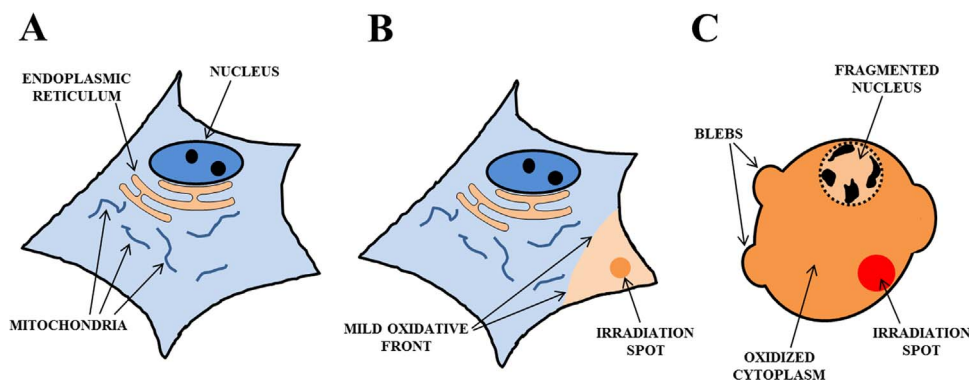 A
ENDOPLASMIC
RETICULUM
NUCLEUS
MITOCHONDRIA
B
MILD OXIDATIVE
FRONT
IRRADIATION
SPOT
C
FRAGMENTED
NUCLEUS
BLEBS
OXIDIZED
CYTOPLASM
IRRADIATION
SPOT